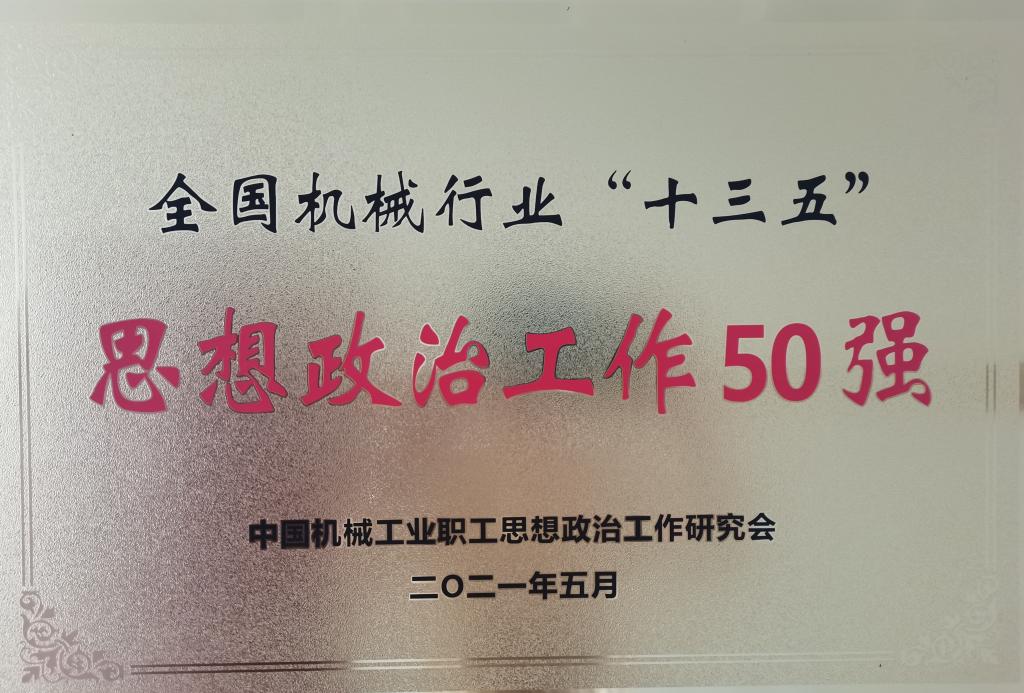 全国机械行业“十三五”
思想政治工作50强
中国机械工业职工思想政治工作研究会
二〇二一年五月